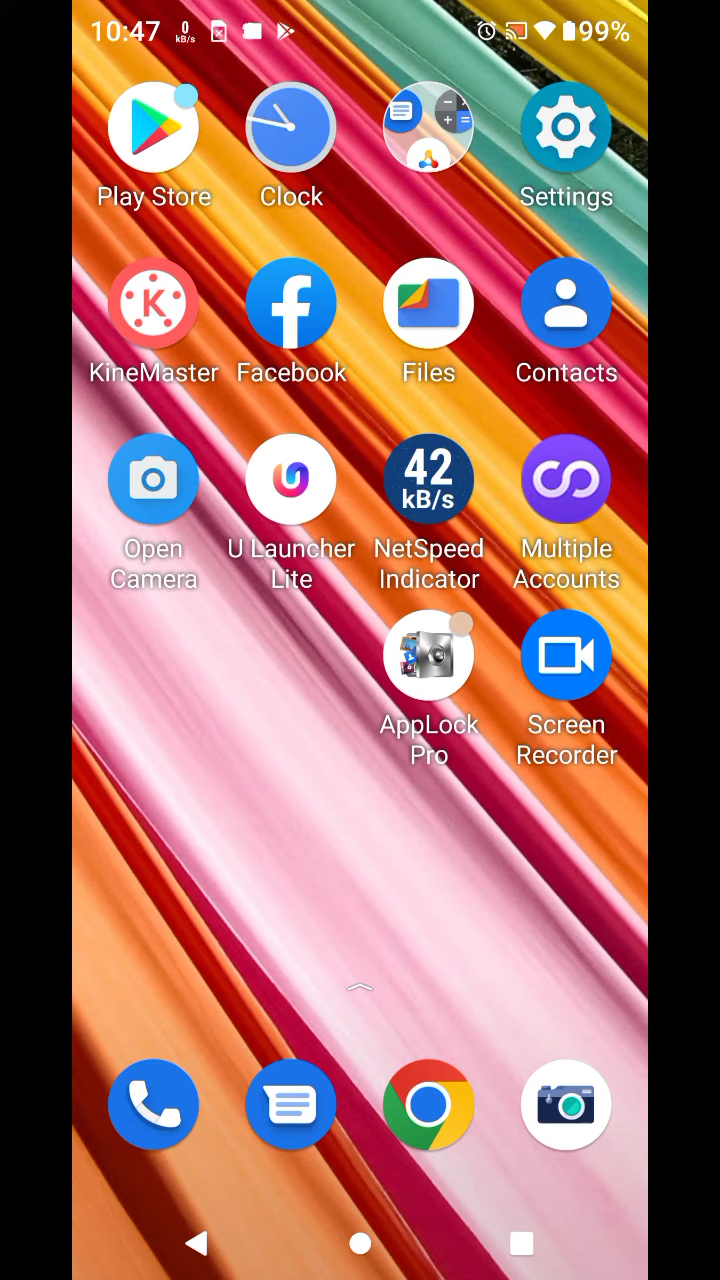 10:47 0 kB/s 99%
Play Store Clock Settings
KineMaster Facebook Files Contacts
42 kB/s
Open Camera U Launcher Lite NetSpeed Indicator Multiple Accounts
AppLock Pro Screen Recorder